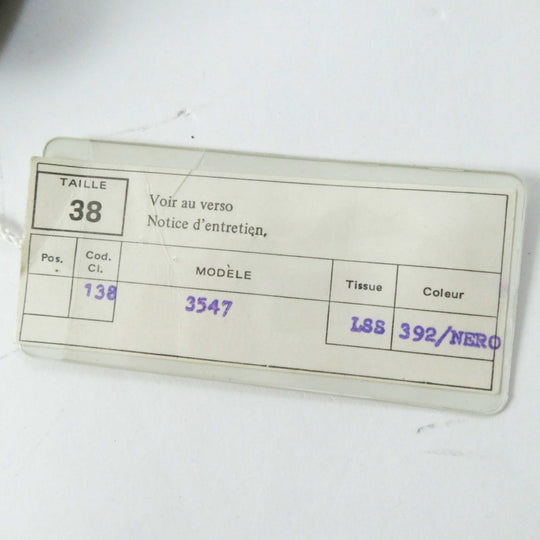 TAILLE
38
Voir au verso
Notice d'entretien,
Pos. Cod. Cl. MODÈLE Tissue Coleur
138 3547 LSS 392/NERO